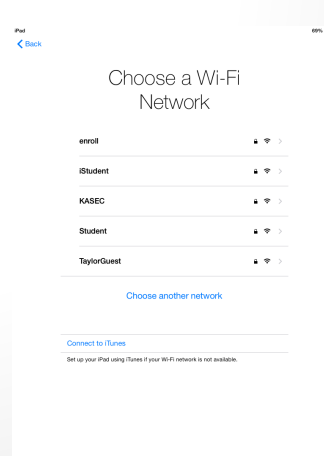 iPad 69%
Back
Choose a Wi-Fi
Network
enroll
iStudent
KASEC
Student
TaylorGuest
Choose another network
Connect to iTunes
Set up your iPad using iTunes if your Wi-Fi network is not available.